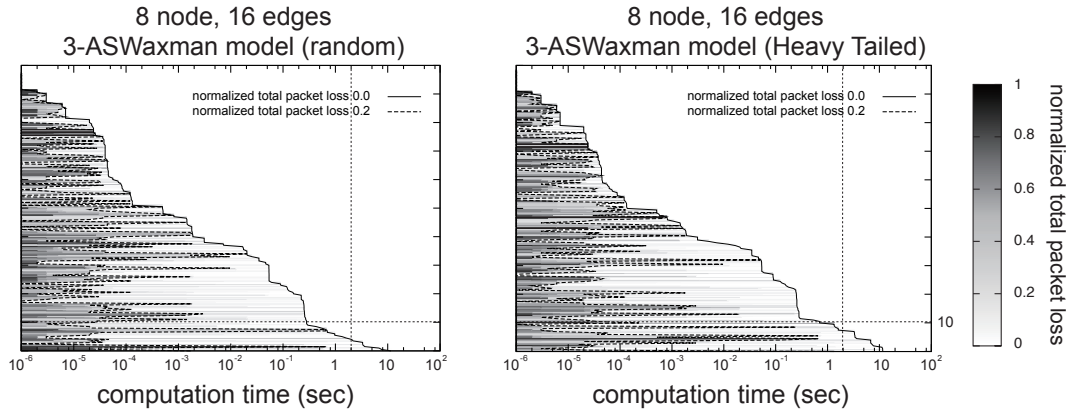 8 node, 16 edges
3-ASWaxman model (random)
normalized total packet loss 0.0
normalized total packet loss 0.2
10^-6 10^-5 10^-4 10^-3 10^-2 10^-1 1 10 10^2
computation time (sec)
8 node, 16 edges
3-ASWaxman model (Heavy Tailed)
normalized total packet loss 0.0
normalized total packet loss 0.2
10
10^-6 10^-5 10^-4 10^-3 10^-2 10^-1 1 10 10^2
computation time (sec)
1
0.8
0.6
0.4
0.2
0
normalized total packet loss